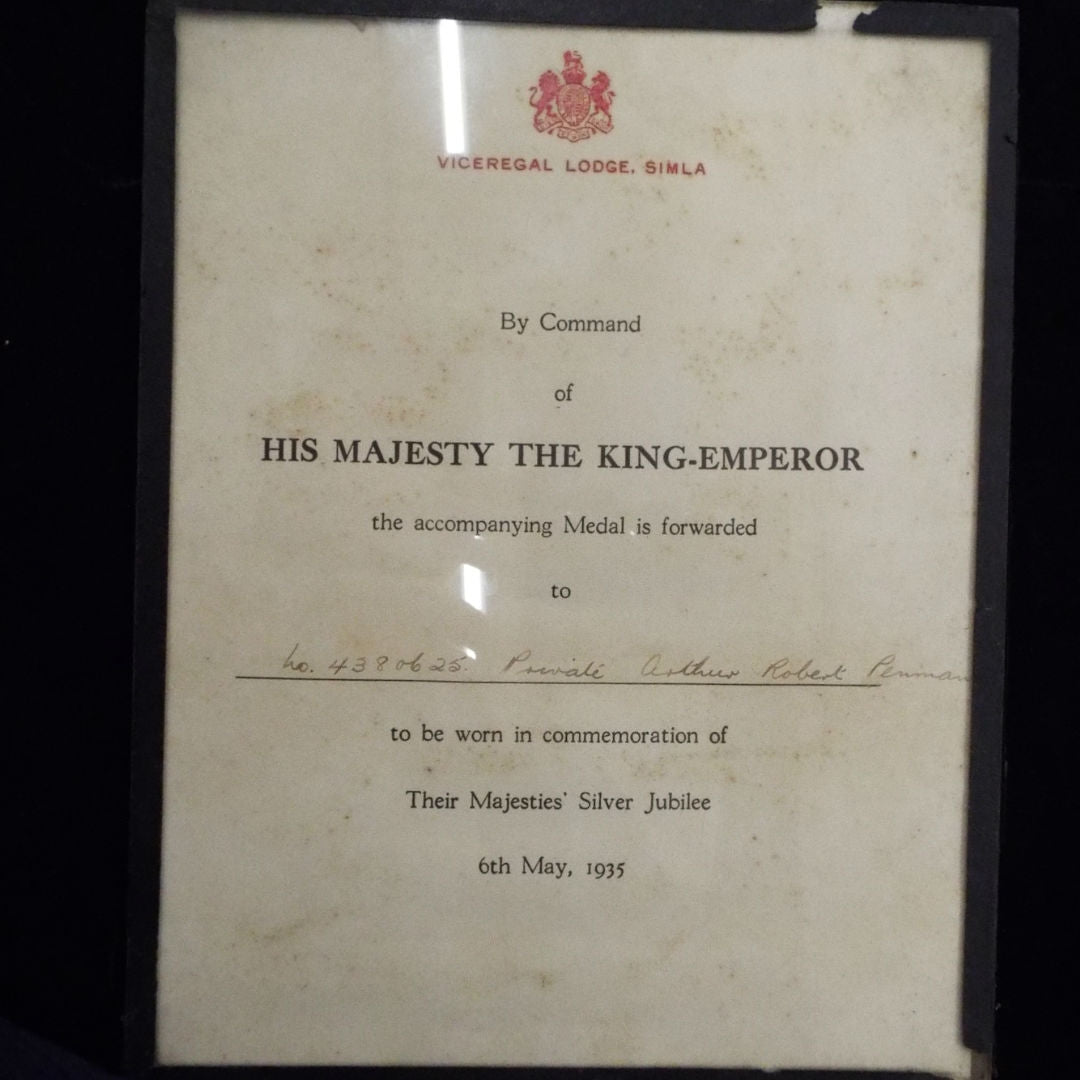 VICEREGAL LODGE, SIMLA
By Command
of
HIS MAJESTY THE KING-EMPEROR
the accompanying Medal is forwarded
to
No. 4380625. Private Arthur Robert Penman
to be worn in commemoration of
Their Majesties' Silver Jubilee
6th May, 1935